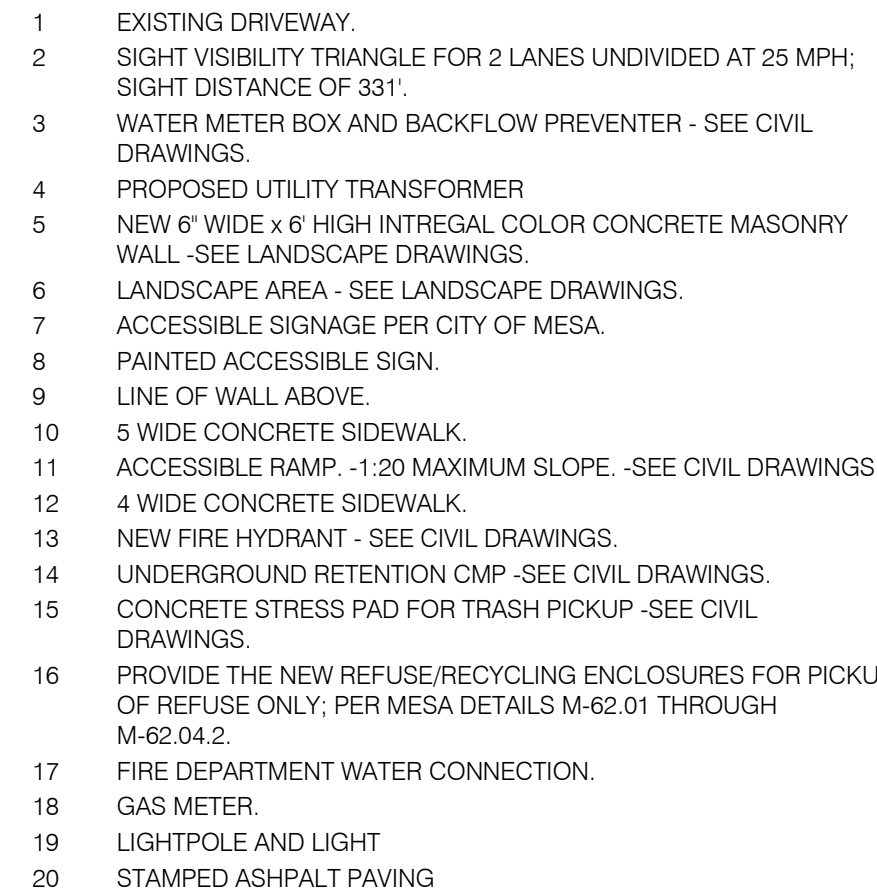 1 EXISTING DRIVEWAY.
2 SIGHT VISIBILITY TRIANGLE FOR 2 LANES UNDIVIDED AT 25 MPH;
SIGHT DISTANCE OF 331'.
3 WATER METER BOX AND BACKFLOW PREVENTER - SEE CIVIL
DRAWINGS.
4 PROPOSED UTILITY TRANSFORMER
5 NEW 6" WIDE x 6' HIGH INTREGAL COLOR CONCRETE MASONRY
WALL -SEE LANDSCAPE DRAWINGS.
6 LANDSCAPE AREA - SEE LANDSCAPE DRAWINGS.
7 ACCESSIBLE SIGNAGE PER CITY OF MESA.
8 PAINTED ACCESSIBLE SIGN.
9 LINE OF WALL ABOVE.
10 5 WIDE CONCRETE SIDEWALK.
11 ACCESSIBLE RAMP. -1:20 MAXIMUM SLOPE. -SEE CIVIL DRAWINGS
12 4 WIDE CONCRETE SIDEWALK.
13 NEW FIRE HYDRANT - SEE CIVIL DRAWINGS.
14 UNDERGROUND RETENTION CMP -SEE CIVIL DRAWINGS.
15 CONCRETE STRESS PAD FOR TRASH PICKUP -SEE CIVIL
DRAWINGS.
16 PROVIDE THE NEW REFUSE/RECYCLING ENCLOSURES FOR PICKU
OF REFUSE ONLY; PER MESA DETAILS M-62.01 THROUGH
M-62.04.2.
17 FIRE DEPARTMENT WATER CONNECTION.
18 GAS METER.
19 LIGHTPOLE AND LIGHT
20 STAMPED ASHPALT PAVING